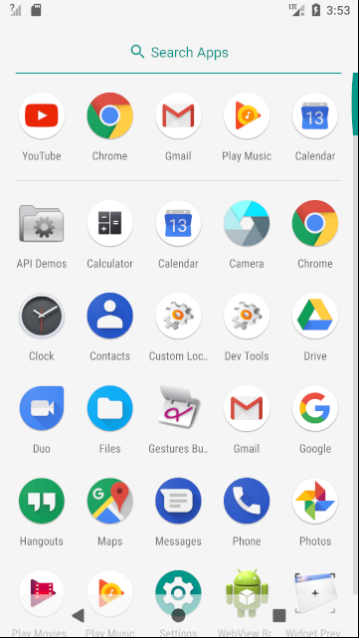 LTE 3:53
Search Apps
YouTube Chrome Gmail Play Music Calendar
13
API Demos Calculator Calendar Camera Chrome
13
Clock Contacts Custom Loc.. Dev Tools Drive
Duo Files Gestures Bu.. Gmail Google
Hangouts Maps Messages Phone Photos
Play Movies Play Music Settings WebView Br Widget Prev